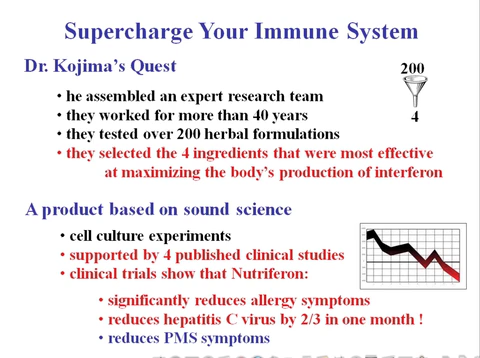 Supercharge Your Immune System
Dr. Kojima's Quest
200
• he assembled an expert research team
• they worked for more than 40 years
4
• they tested over 200 herbal formulations
• they selected the 4 ingredients that were most effective
at maximizing the body's production of interferon
A product based on sound science
• cell culture experiments
• supported by 4 published clinical studies
• clinical trials show that Nutriferon:
• significantly reduces allergy symptoms
• reduces hepatitis C virus by 2/3 in one month !
• reduces PMS symptoms